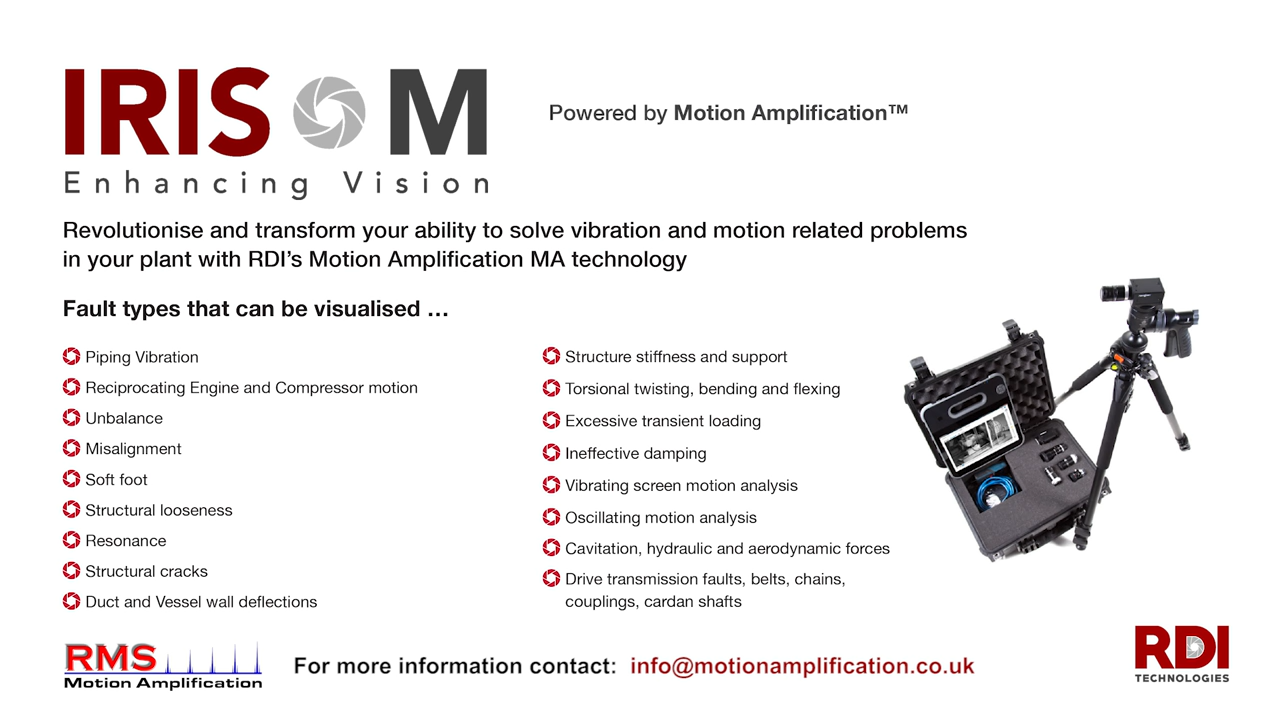 IRIS M
Enhancing Vision
Powered by Motion Amplification™
Revolutionise and transform your ability to solve vibration and motion related problems
in your plant with RDI’s Motion Amplification MA technology
Fault types that can be visualised …
Piping Vibration
Reciprocating Engine and Compressor motion
Unbalance
Misalignment
Soft foot
Structural looseness
Resonance
Structural cracks
Duct and Vessel wall deflections
Structure stiffness and support
Torsional twisting, bending and flexing
Excessive transient loading
Ineffective damping
Vibrating screen motion analysis
Oscillating motion analysis
Cavitation, hydraulic and aerodynamic forces
Drive transmission faults, belts, chains,
couplings, cardan shafts
RMS
Motion Amplification
For more information contact: info@motionamplification.co.uk
RDI
TECHNOLOGIES